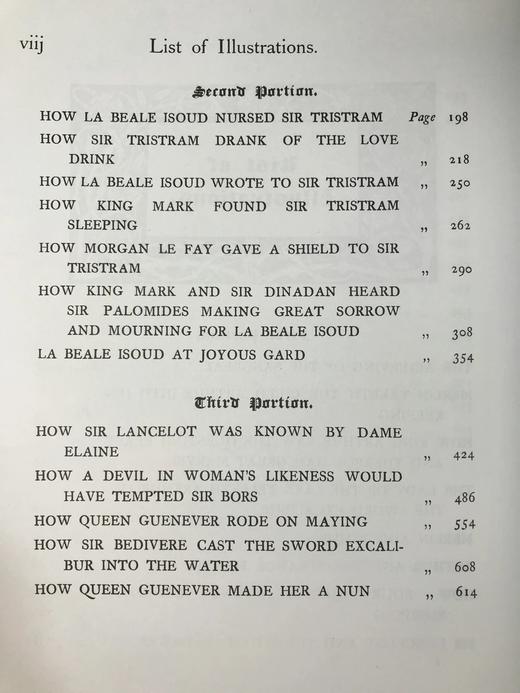 viij
List of Illustrations.
Second Portion.
HOW LA BEALE ISOUD NURSED SIR TRISTRAM Page 198
HOW SIR TRISTRAM DRANK OF THE LOVE
DRINK „ 218
HOW LA BEALE ISOUD WROTE TO SIR TRISTRAM „ 250
HOW KING MARK FOUND SIR TRISTRAM
SLEEPING „ 262
HOW MORGAN LE FAY GAVE A SHIELD TO SIR
TRISTRAM „ 290
HOW KING MARK AND SIR DINADAN HEARD
SIR PALOMIDES MAKING GREAT SORROW
AND MOURNING FOR LA BEALE ISOUD „ 308
LA BEALE ISOUD AT JOYOUS GARD „ 354
Third Portion.
HOW SIR LANCELOT WAS KNOWN BY DAME
ELAINE „ 424
HOW A DEVIL IN WOMAN'S LIKENESS WOULD
HAVE TEMPTED SIR BORS „ 486
HOW QUEEN GUENEVER RODE ON MAYING „ 554
HOW SIR BEDIVERE CAST THE SWORD EXCALI-
BUR INTO THE WATER „ 608
HOW QUEEN GUENEVER MADE HER A NUN „ 614